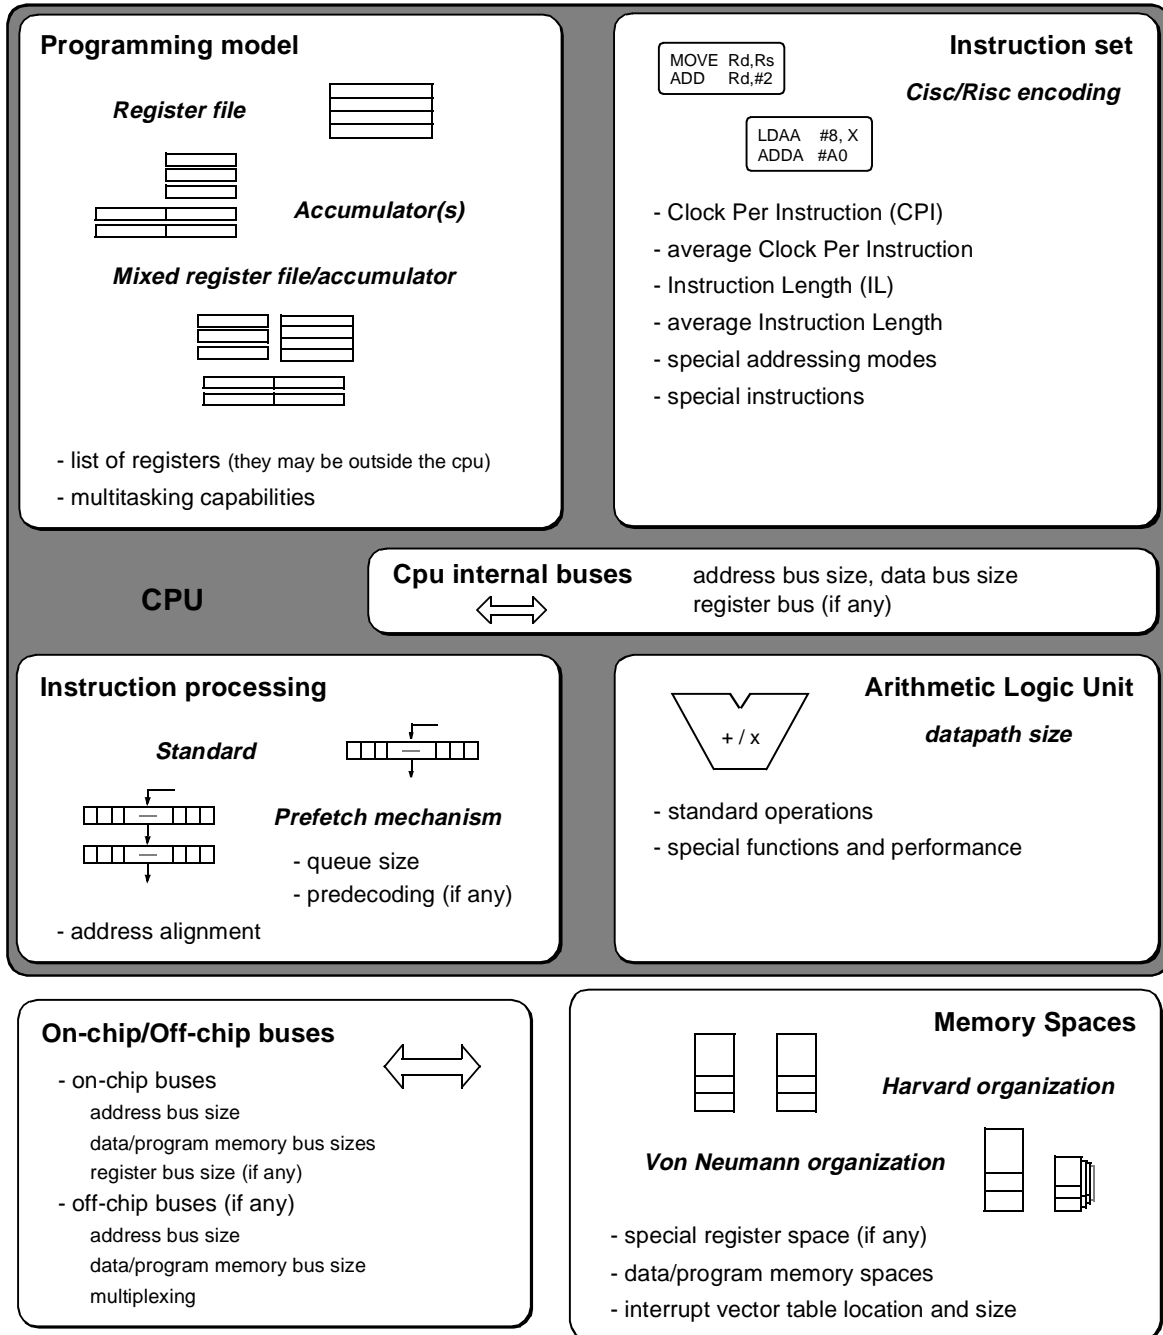 Programming model
Register file
Accumulator(s)
Mixed register file/accumulator
- list of registers (they may be outside the cpu)
- multitasking capabilities
Instruction set
MOVE Rd,Rs
ADD Rd,#2
Cisc/Risc encoding
LDAA #8, X
ADDA #A0
- Clock Per Instruction (CPI)
- average Clock Per Instruction
- Instruction Length (IL)
- average Instruction Length
- special addressing modes
- special instructions
CPU
Cpu internal buses
address bus size, data bus size
register bus (if any)
Instruction processing
Standard
Prefetch mechanism
- queue size
- predecoding (if any)
- address alignment
Arithmetic Logic Unit
+ / x
datapath size
- standard operations
- special functions and performance
On-chip/Off-chip buses
- on-chip buses
address bus size
data/program memory bus sizes
register bus size (if any)
- off-chip buses (if any)
address bus size
data/program memory bus size
multiplexing
Memory Spaces
Harvard organization
Von Neumann organization
- special register space (if any)
- data/program memory spaces
- interrupt vector table location and size